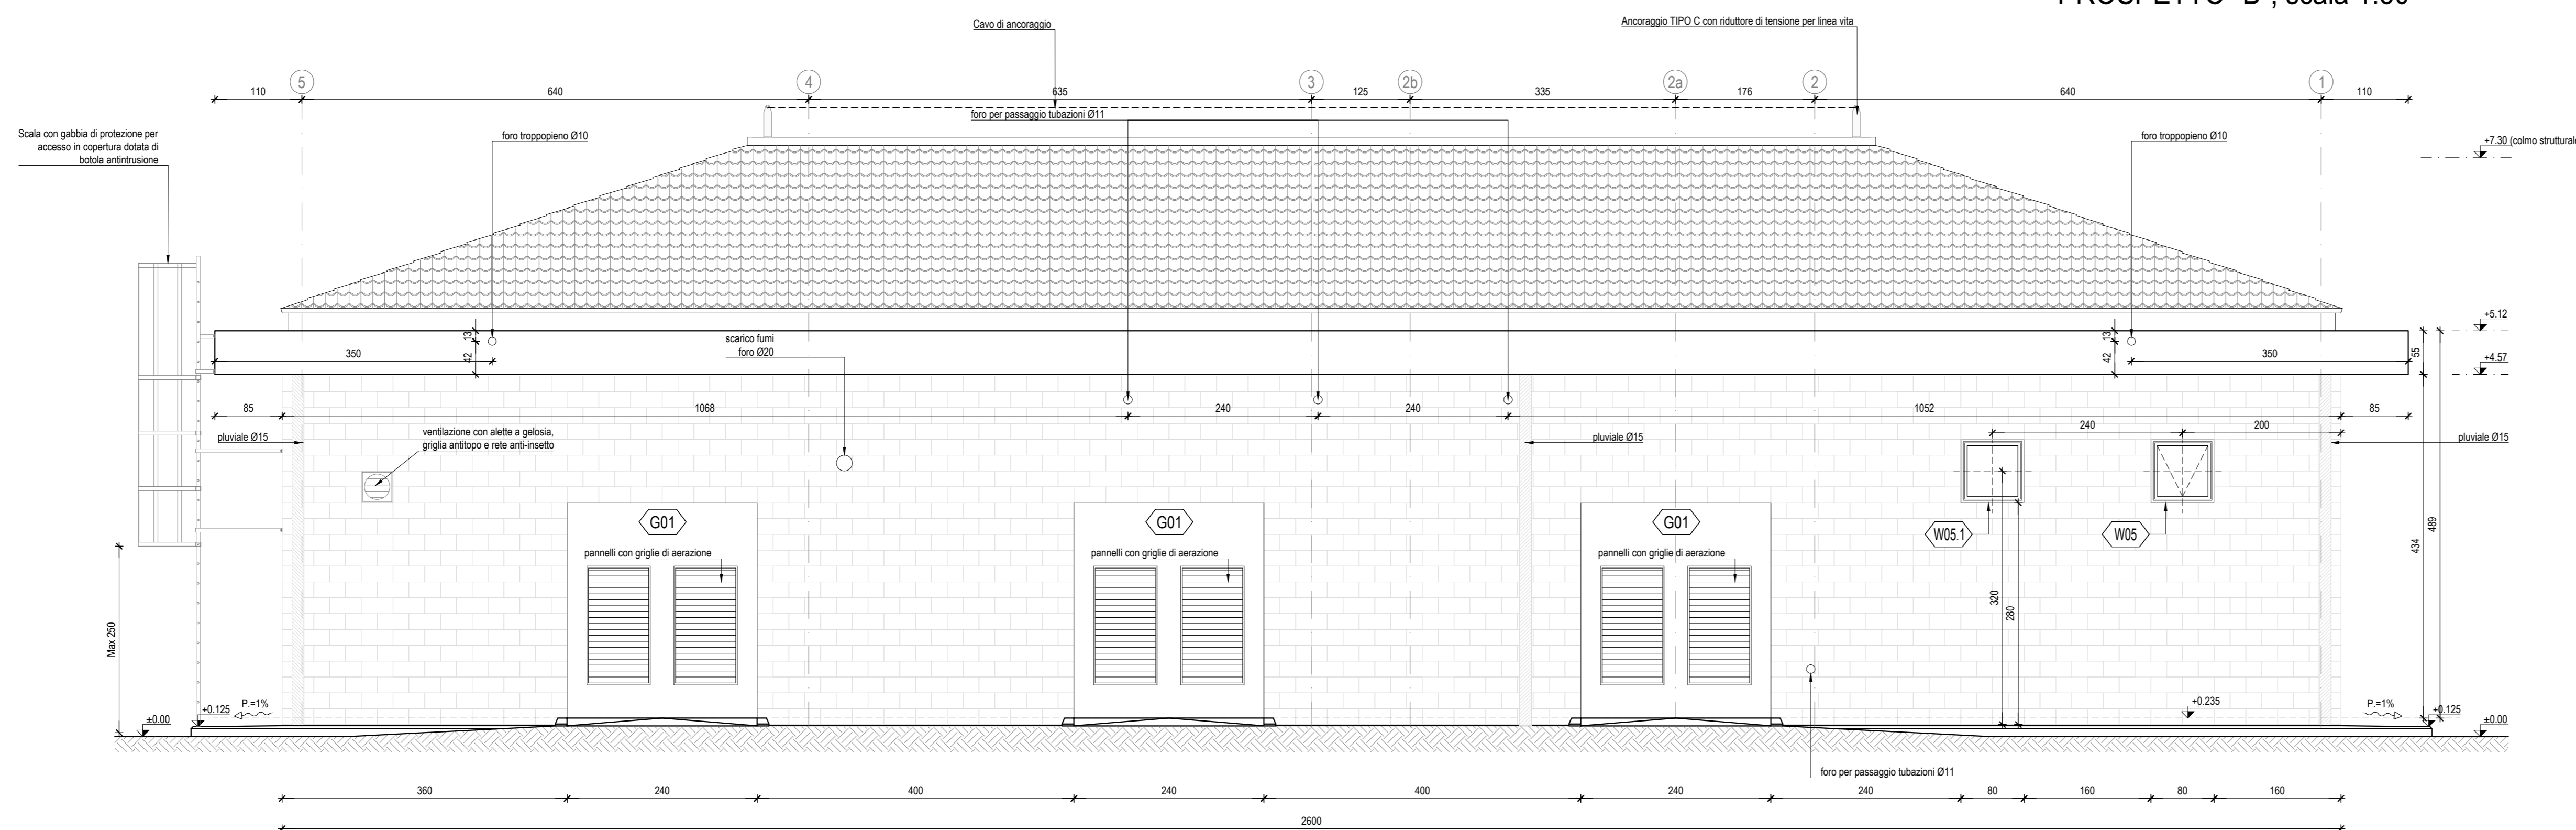 PROSPETTO "B", scala 1:50
Cavo di ancoraggio
Ancoraggio TIPO C con riduttore di tensione per linea vita
5
4
3
2b
2a
2
1
110
640
635
125
335
176
640
110
foro per passaggio tubazioni Ø11
Scala con gabbia di protezione per
accesso in copertura dotata di
botola antintrusione
foro troppopieno Ø10
foro troppopieno Ø10
+7.30 (colmo strutturale
+5.12
13
42
350
scarico fumi
foro Ø20
13
42
350
55
+4.57
85
1068
240
240
1052
85
pluviale Ø15
ventilazione con alette a gelosia,
griglia antitopo e rete anti-insetto
pluviale Ø15
240
200
pluviale Ø15
G01
G01
G01
W05.1
W05
pannelli con griglie di aerazione
pannelli con griglie di aerazione
pannelli con griglie di aerazione
434
489
320
280
Max 250
±0.00
+0.125
P.=1%
+0.235
P.=1%
+0.125
±0.00
foro per passaggio tubazioni Ø11
360
240
400
240
400
240
240
80
160
80
160
2600